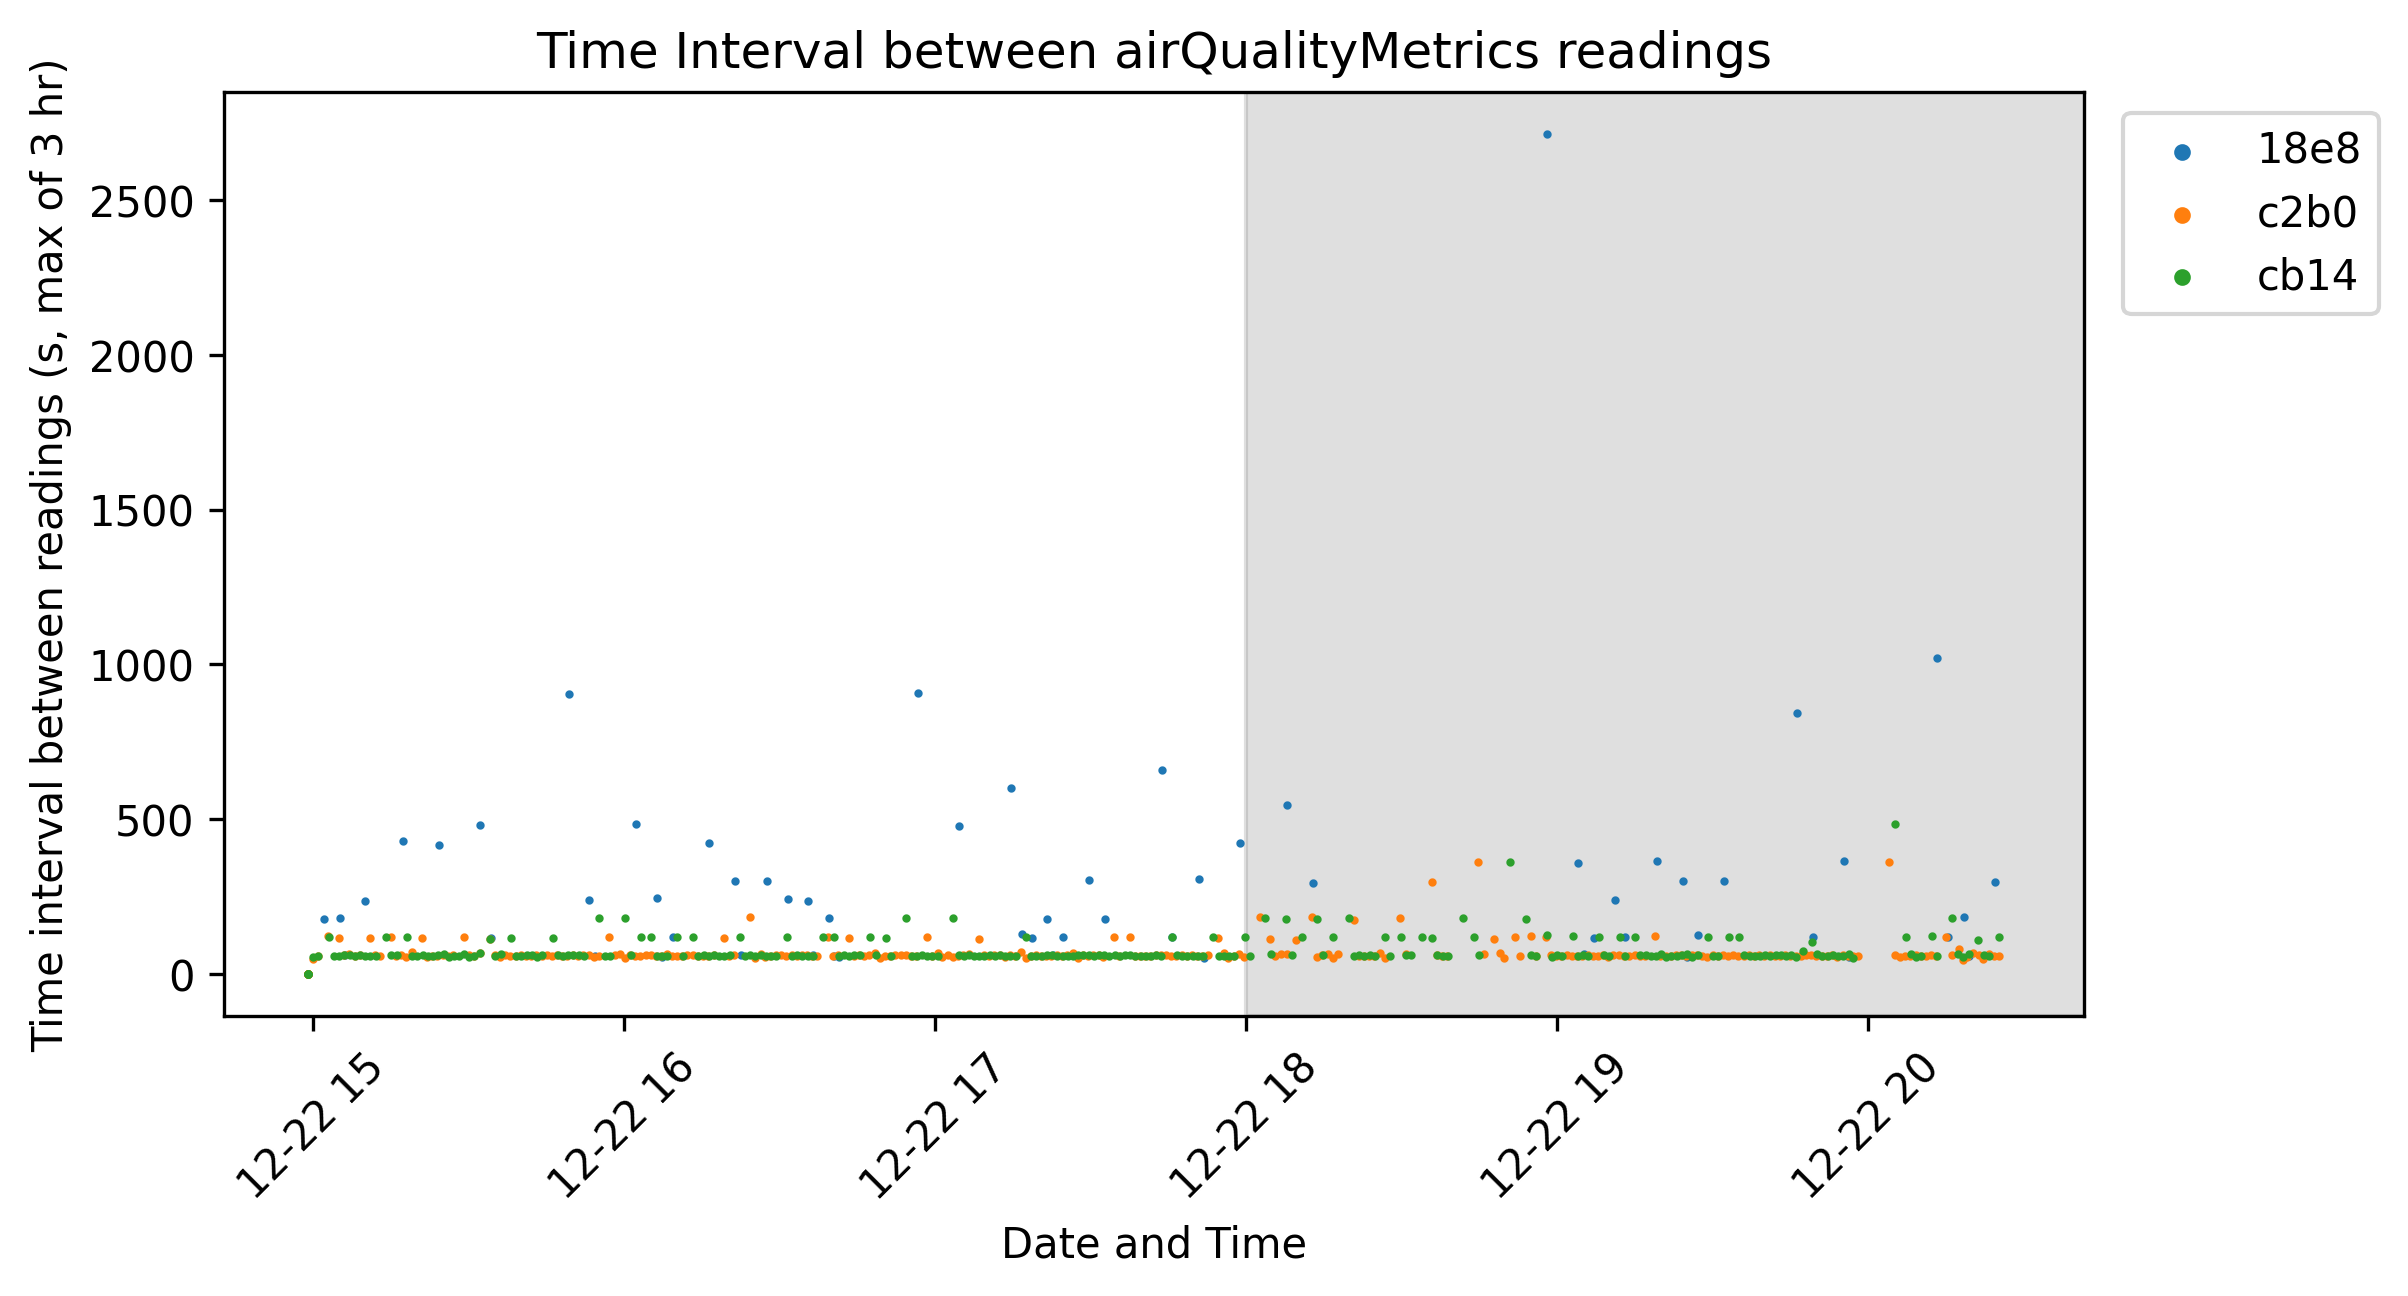 Time Interval between airQualityMetrics readings
Time interval between readings (s, max of 3 hr)
2500
2000
1500
1000
500
0
12-22 15
12-22 16
12-22 17
12-22 18
12-22 19
12-22 20
Date and Time
18e8
c2b0
cb14